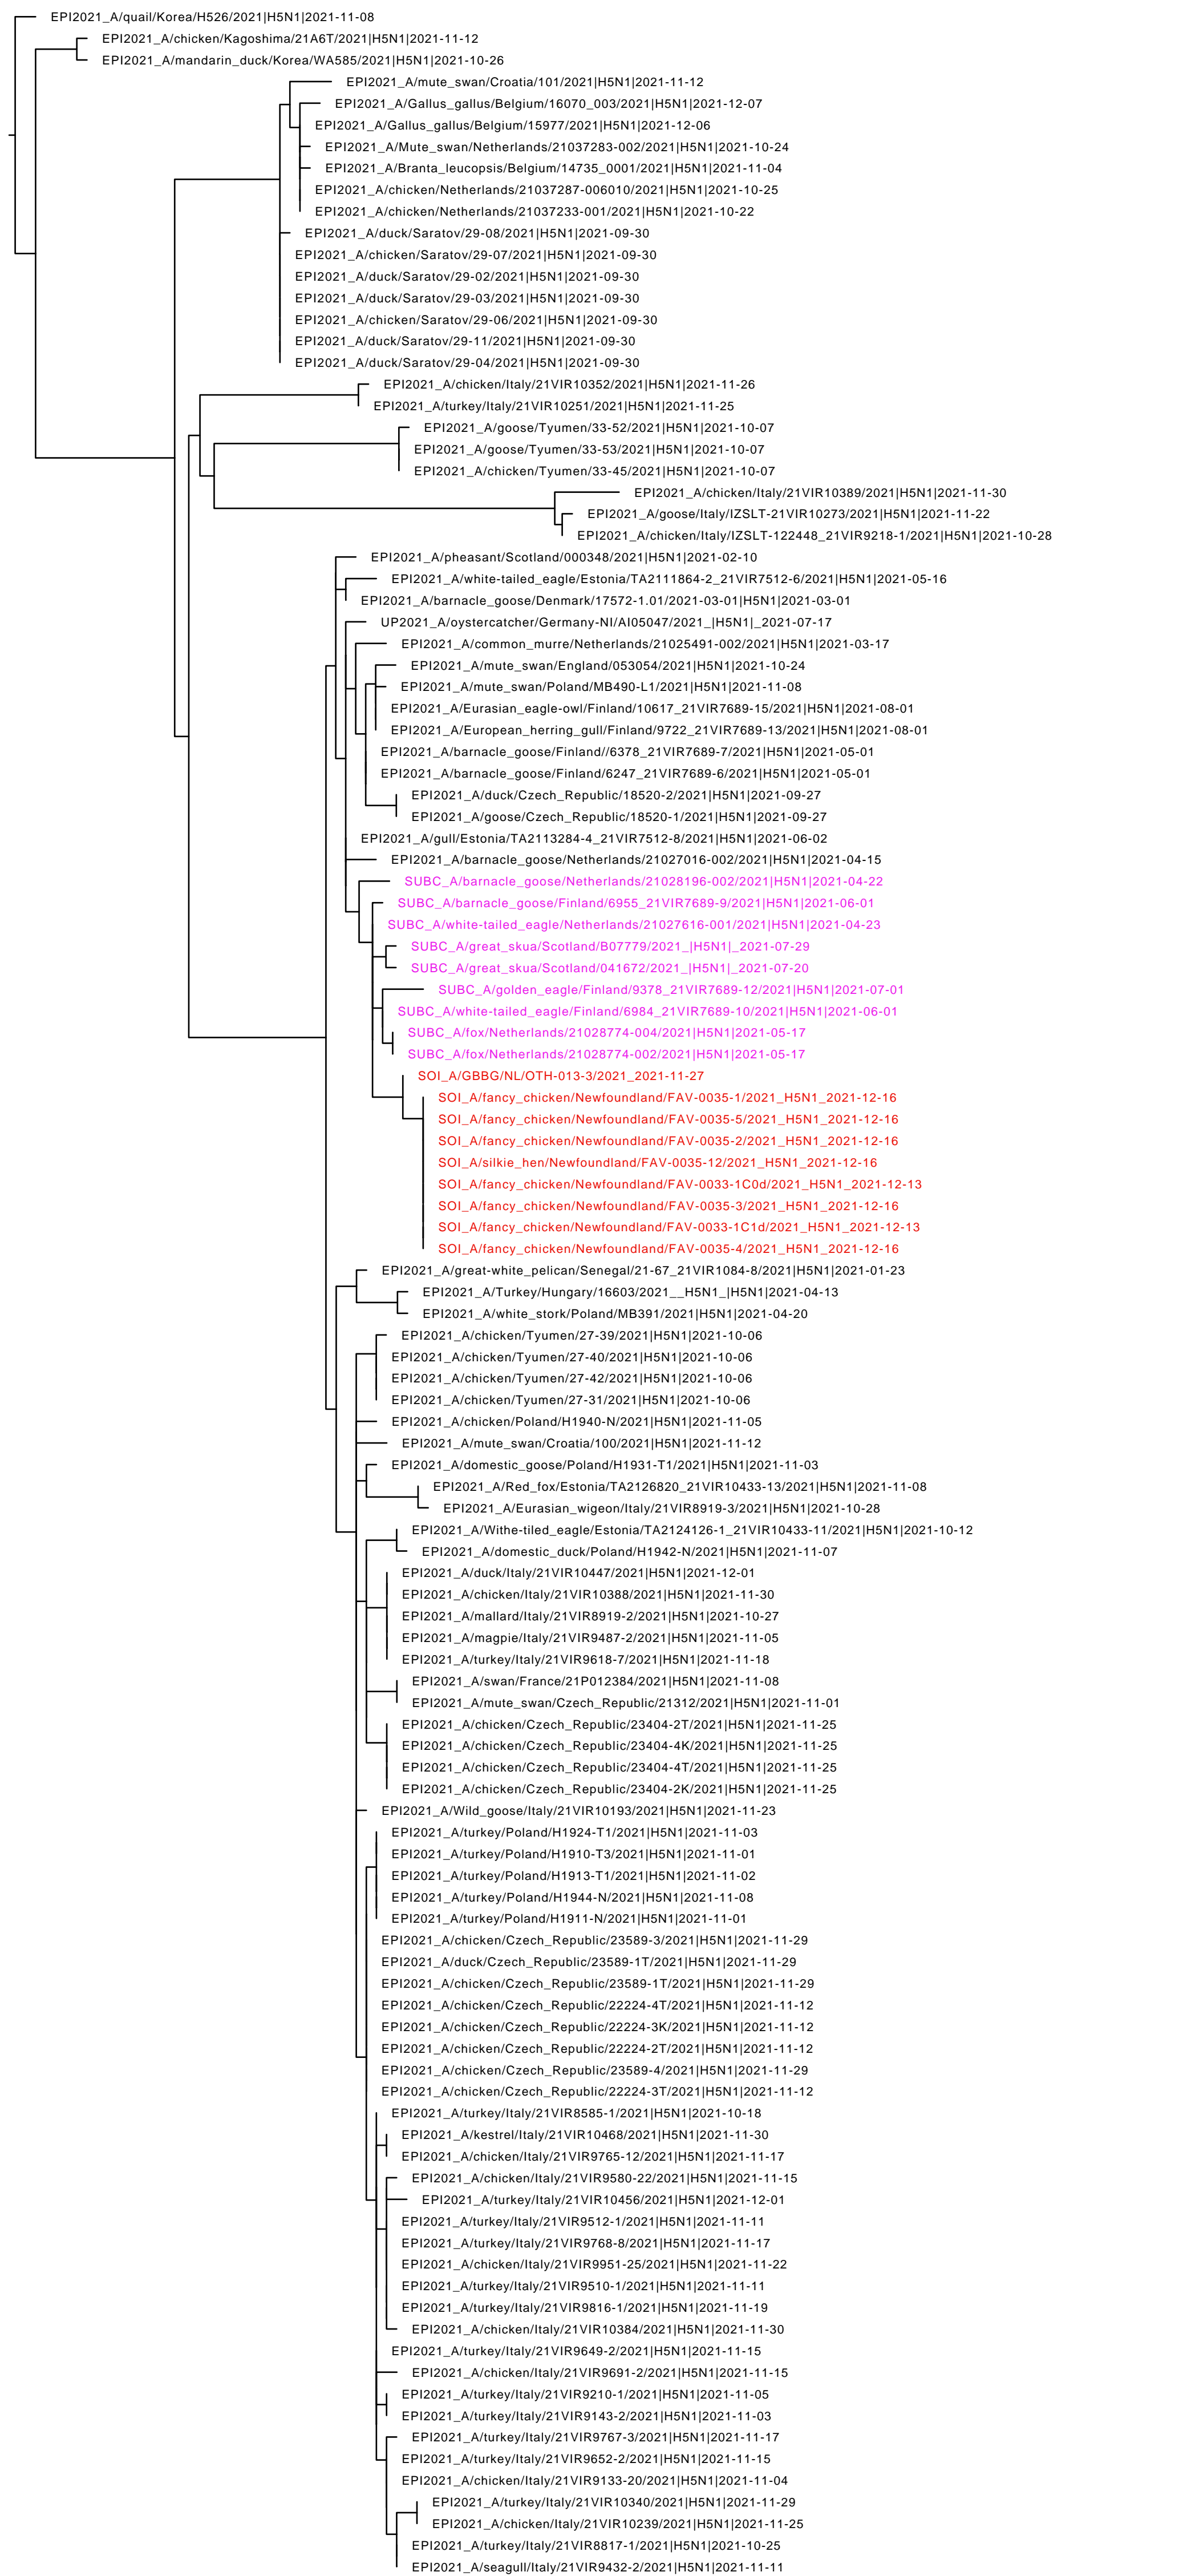 EPI2021_A/quail/Korea/H526/2021|H5N1|2021-11-08
EPI2021_A/chicken/Kagoshima/21A6T/2021|H5N1|2021-11-12
EPI2021_A/mandarin_duck/Korea/WA585/2021|H5N1|2021-10-26
EPI2021_A/mute_swan/Croatia/101/2021|H5N1|2021-11-12
EPI2021_A/Gallus_gallus/Belgium/16070_003/2021|H5N1|2021-12-07
EPI2021_A/Gallus_gallus/Belgium/15977/2021|H5N1|2021-12-06
EPI2021_A/Mute_swan/Netherlands/21037283-002/2021|H5N1|2021-10-24
EPI2021_A/Branta_leucopsis/Belgium/14735_0001/2021|H5N1|2021-11-04
EPI2021_A/chicken/Netherlands/21037287-006010/2021|H5N1|2021-10-25
EPI2021_A/chicken/Netherlands/21037233-001/2021|H5N1|2021-10-22
EPI2021_A/duck/Saratov/29-08/2021|H5N1|2021-09-30
EPI2021_A/chicken/Saratov/29-07/2021|H5N1|2021-09-30
EPI2021_A/duck/Saratov/29-02/2021|H5N1|2021-09-30
EPI2021_A/duck/Saratov/29-03/2021|H5N1|2021-09-30
EPI2021_A/chicken/Saratov/29-06/2021|H5N1|2021-09-30
EPI2021_A/duck/Saratov/29-11/2021|H5N1|2021-09-30
EPI2021_A/duck/Saratov/29-04/2021|H5N1|2021-09-30
EPI2021_A/chicken/Italy/21VIR10352/2021|H5N1|2021-11-26
EPI2021_A/turkey/Italy/21VIR10251/2021|H5N1|2021-11-25
EPI2021_A/goose/Tyumen/33-52/2021|H5N1|2021-10-07
EPI2021_A/goose/Tyumen/33-53/2021|H5N1|2021-10-07
EPI2021_A/chicken/Tyumen/33-45/2021|H5N1|2021-10-07
EPI2021_A/chicken/Italy/21VIR10389/2021|H5N1|2021-11-30
EPI2021_A/goose/Italy/IZSLT-21VIR10273/2021|H5N1|2021-11-22
EPI2021_A/chicken/Italy/IZSLT-122448_21VIR9218-1/2021|H5N1|2021-10-28
EPI2021_A/pheasant/Scotland/000348/2021|H5N1|2021-02-10
EPI2021_A/white-tailed_eagle/Estonia/TA2111864-2_21VIR7512-6/2021|H5N1|2021-05-16
EPI2021_A/barnacle_goose/Denmark/17572-1.01/2021-03-01|H5N1|2021-03-01
UP2021_A/oystercatcher/Germany-NI/AI05047/2021_|H5N1|_2021-07-17
EPI2021_A/common_murre/Netherlands/21025491-002/2021|H5N1|2021-03-17
EPI2021_A/mute_swan/England/053054/2021|H5N1|2021-10-24
EPI2021_A/mute_swan/Poland/MB490-L1/2021|H5N1|2021-11-08
EPI2021_A/Eurasian_eagle-owl/Finland/10617_21VIR7689-15/2021|H5N1|2021-08-01
EPI2021_A/European_herring_gull/Finland/9722_21VIR7689-13/2021|H5N1|2021-08-01
EPI2021_A/barnacle_goose/Finland//6378_21VIR7689-7/2021|H5N1|2021-05-01
EPI2021_A/barnacle_goose/Finland/6247_21VIR7689-6/2021|H5N1|2021-05-01
EPI2021_A/duck/Czech_Republic/18520-2/2021|H5N1|2021-09-27
EPI2021_A/goose/Czech_Republic/18520-1/2021|H5N1|2021-09-27
EPI2021_A/gull/Estonia/TA2113284-4_21VIR7512-8/2021|H5N1|2021-06-02
EPI2021_A/barnacle_goose/Netherlands/21027016-002/2021|H5N1|2021-04-15
SUBC_A/barnacle_goose/Netherlands/21028196-002/2021|H5N1|2021-04-22
SUBC_A/barnacle_goose/Finland/6955_21VIR7689-9/2021|H5N1|2021-06-01
SUBC_A/white-tailed_eagle/Netherlands/21027616-001/2021|H5N1|2021-04-23
SUBC_A/great_skua/Scotland/B07779/2021_|H5N1|_2021-07-29
SUBC_A/great_skua/Scotland/041672/2021_|H5N1|_2021-07-20
SUBC_A/golden_eagle/Finland/9378_21VIR7689-12/2021|H5N1|2021-07-01
SUBC_A/white-tailed_eagle/Finland/6984_21VIR7689-10/2021|H5N1|2021-06-01
SUBC_A/fox/Netherlands/21028774-004/2021|H5N1|2021-05-17
SUBC_A/fox/Netherlands/21028774-002/2021|H5N1|2021-05-17
SOI_A/GBBG/NL/OTH-013-3/2021_2021-11-27
SOI_A/fancy_chicken/Newfoundland/FAV-0035-1/2021_H5N1_2021-12-16
SOI_A/fancy_chicken/Newfoundland/FAV-0035-5/2021_H5N1_2021-12-16
SOI_A/fancy_chicken/Newfoundland/FAV-0035-2/2021_H5N1_2021-12-16
SOI_A/silkie_hen/Newfoundland/FAV-0035-12/2021_H5N1_2021-12-16
SOI_A/fancy_chicken/Newfoundland/FAV-0033-1C0d/2021_H5N1_2021-12-13
SOI_A/fancy_chicken/Newfoundland/FAV-0035-3/2021_H5N1_2021-12-16
SOI_A/fancy_chicken/Newfoundland/FAV-0033-1C1d/2021_H5N1_2021-12-13
SOI_A/fancy_chicken/Newfoundland/FAV-0035-4/2021_H5N1_2021-12-16
EPI2021_A/great-white_pelican/Senegal/21-67_21VIR1084-8/2021|H5N1|2021-01-23
EPI2021_A/Turkey/Hungary/16603/2021__H5N1_|H5N1|2021-04-13
EPI2021_A/white_stork/Poland/MB391/2021|H5N1|2021-04-20
EPI2021_A/chicken/Tyumen/27-39/2021|H5N1|2021-10-06
EPI2021_A/chicken/Tyumen/27-40/2021|H5N1|2021-10-06
EPI2021_A/chicken/Tyumen/27-42/2021|H5N1|2021-10-06
EPI2021_A/chicken/Tyumen/27-31/2021|H5N1|2021-10-06
EPI2021_A/chicken/Poland/H1940-N/2021|H5N1|2021-11-05
EPI2021_A/mute_swan/Croatia/100/2021|H5N1|2021-11-12
EPI2021_A/domestic_goose/Poland/H1931-T1/2021|H5N1|2021-11-03
EPI2021_A/Red_fox/Estonia/TA2126820_21VIR10433-13/2021|H5N1|2021-11-08
EPI2021_A/Eurasian_wigeon/Italy/21VIR8919-3/2021|H5N1|2021-10-28
EPI2021_A/Withe-tiled_eagle/Estonia/TA2124126-1_21VIR10433-11/2021|H5N1|2021-10-12
EPI2021_A/domestic_duck/Poland/H1942-N/2021|H5N1|2021-11-07
EPI2021_A/duck/Italy/21VIR10447/2021|H5N1|2021-12-01
EPI2021_A/chicken/Italy/21VIR10388/2021|H5N1|2021-11-30
EPI2021_A/mallard/Italy/21VIR8919-2/2021|H5N1|2021-10-27
EPI2021_A/magpie/Italy/21VIR9487-2/2021|H5N1|2021-11-05
EPI2021_A/turkey/Italy/21VIR9618-7/2021|H5N1|2021-11-18
EPI2021_A/swan/France/21P012384/2021|H5N1|2021-11-08
EPI2021_A/mute_swan/Czech_Republic/21312/2021|H5N1|2021-11-01
EPI2021_A/chicken/Czech_Republic/23404-2T/2021|H5N1|2021-11-25
EPI2021_A/chicken/Czech_Republic/23404-4K/2021|H5N1|2021-11-25
EPI2021_A/chicken/Czech_Republic/23404-4T/2021|H5N1|2021-11-25
EPI2021_A/chicken/Czech_Republic/23404-2K/2021|H5N1|2021-11-25
EPI2021_A/Wild_goose/Italy/21VIR10193/2021|H5N1|2021-11-23
EPI2021_A/turkey/Poland/H1924-T1/2021|H5N1|2021-11-03
EPI2021_A/turkey/Poland/H1910-T3/2021|H5N1|2021-11-01
EPI2021_A/turkey/Poland/H1913-T1/2021|H5N1|2021-11-02
EPI2021_A/turkey/Poland/H1944-N/2021|H5N1|2021-11-08
EPI2021_A/turkey/Poland/H1911-N/2021|H5N1|2021-11-01
EPI2021_A/chicken/Czech_Republic/23589-3/2021|H5N1|2021-11-29
EPI2021_A/duck/Czech_Republic/23589-1T/2021|H5N1|2021-11-29
EPI2021_A/chicken/Czech_Republic/23589-1T/2021|H5N1|2021-11-29
EPI2021_A/chicken/Czech_Republic/22224-4T/2021|H5N1|2021-11-12
EPI2021_A/chicken/Czech_Republic/22224-3K/2021|H5N1|2021-11-12
EPI2021_A/chicken/Czech_Republic/22224-2T/2021|H5N1|2021-11-12
EPI2021_A/chicken/Czech_Republic/23589-4/2021|H5N1|2021-11-29
EPI2021_A/chicken/Czech_Republic/22224-3T/2021|H5N1|2021-11-12
EPI2021_A/turkey/Italy/21VIR8585-1/2021|H5N1|2021-10-18
EPI2021_A/kestrel/Italy/21VIR10468/2021|H5N1|2021-11-30
EPI2021_A/chicken/Italy/21VIR9765-12/2021|H5N1|2021-11-17
EPI2021_A/chicken/Italy/21VIR9580-22/2021|H5N1|2021-11-15
EPI2021_A/turkey/Italy/21VIR10456/2021|H5N1|2021-12-01
EPI2021_A/turkey/Italy/21VIR9512-1/2021|H5N1|2021-11-11
EPI2021_A/turkey/Italy/21VIR9768-8/2021|H5N1|2021-11-17
EPI2021_A/chicken/Italy/21VIR9951-25/2021|H5N1|2021-11-22
EPI2021_A/turkey/Italy/21VIR9510-1/2021|H5N1|2021-11-11
EPI2021_A/turkey/Italy/21VIR9816-1/2021|H5N1|2021-11-19
EPI2021_A/chicken/Italy/21VIR10384/2021|H5N1|2021-11-30
EPI2021_A/turkey/Italy/21VIR9649-2/2021|H5N1|2021-11-15
EPI2021_A/chicken/Italy/21VIR9691-2/2021|H5N1|2021-11-15
EPI2021_A/turkey/Italy/21VIR9210-1/2021|H5N1|2021-11-05
EPI2021_A/turkey/Italy/21VIR9143-2/2021|H5N1|2021-11-03
EPI2021_A/turkey/Italy/21VIR9767-3/2021|H5N1|2021-11-17
EPI2021_A/turkey/Italy/21VIR9652-2/2021|H5N1|2021-11-15
EPI2021_A/chicken/Italy/21VIR9133-20/2021|H5N1|2021-11-04
EPI2021_A/turkey/Italy/21VIR10340/2021|H5N1|2021-11-29
EPI2021_A/chicken/Italy/21VIR10239/2021|H5N1|2021-11-25
EPI2021_A/turkey/Italy/21VIR8817-1/2021|H5N1|2021-10-25
EPI2021_A/seagull/Italy/21VIR9432-2/2021|H5N1|2021-11-11